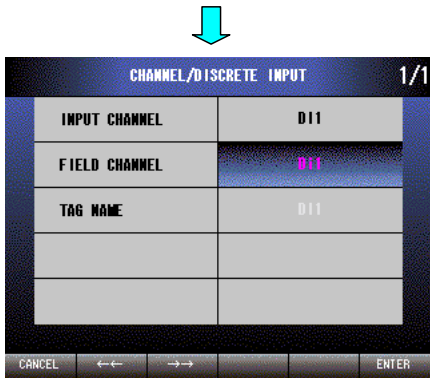 CHANNEL/DISCRETE INPUT 1/1
INPUT CHANNEL DI1
FIELD CHANNEL DI1
TAG NAME DI1
CANCEL ←← →→ ENTER